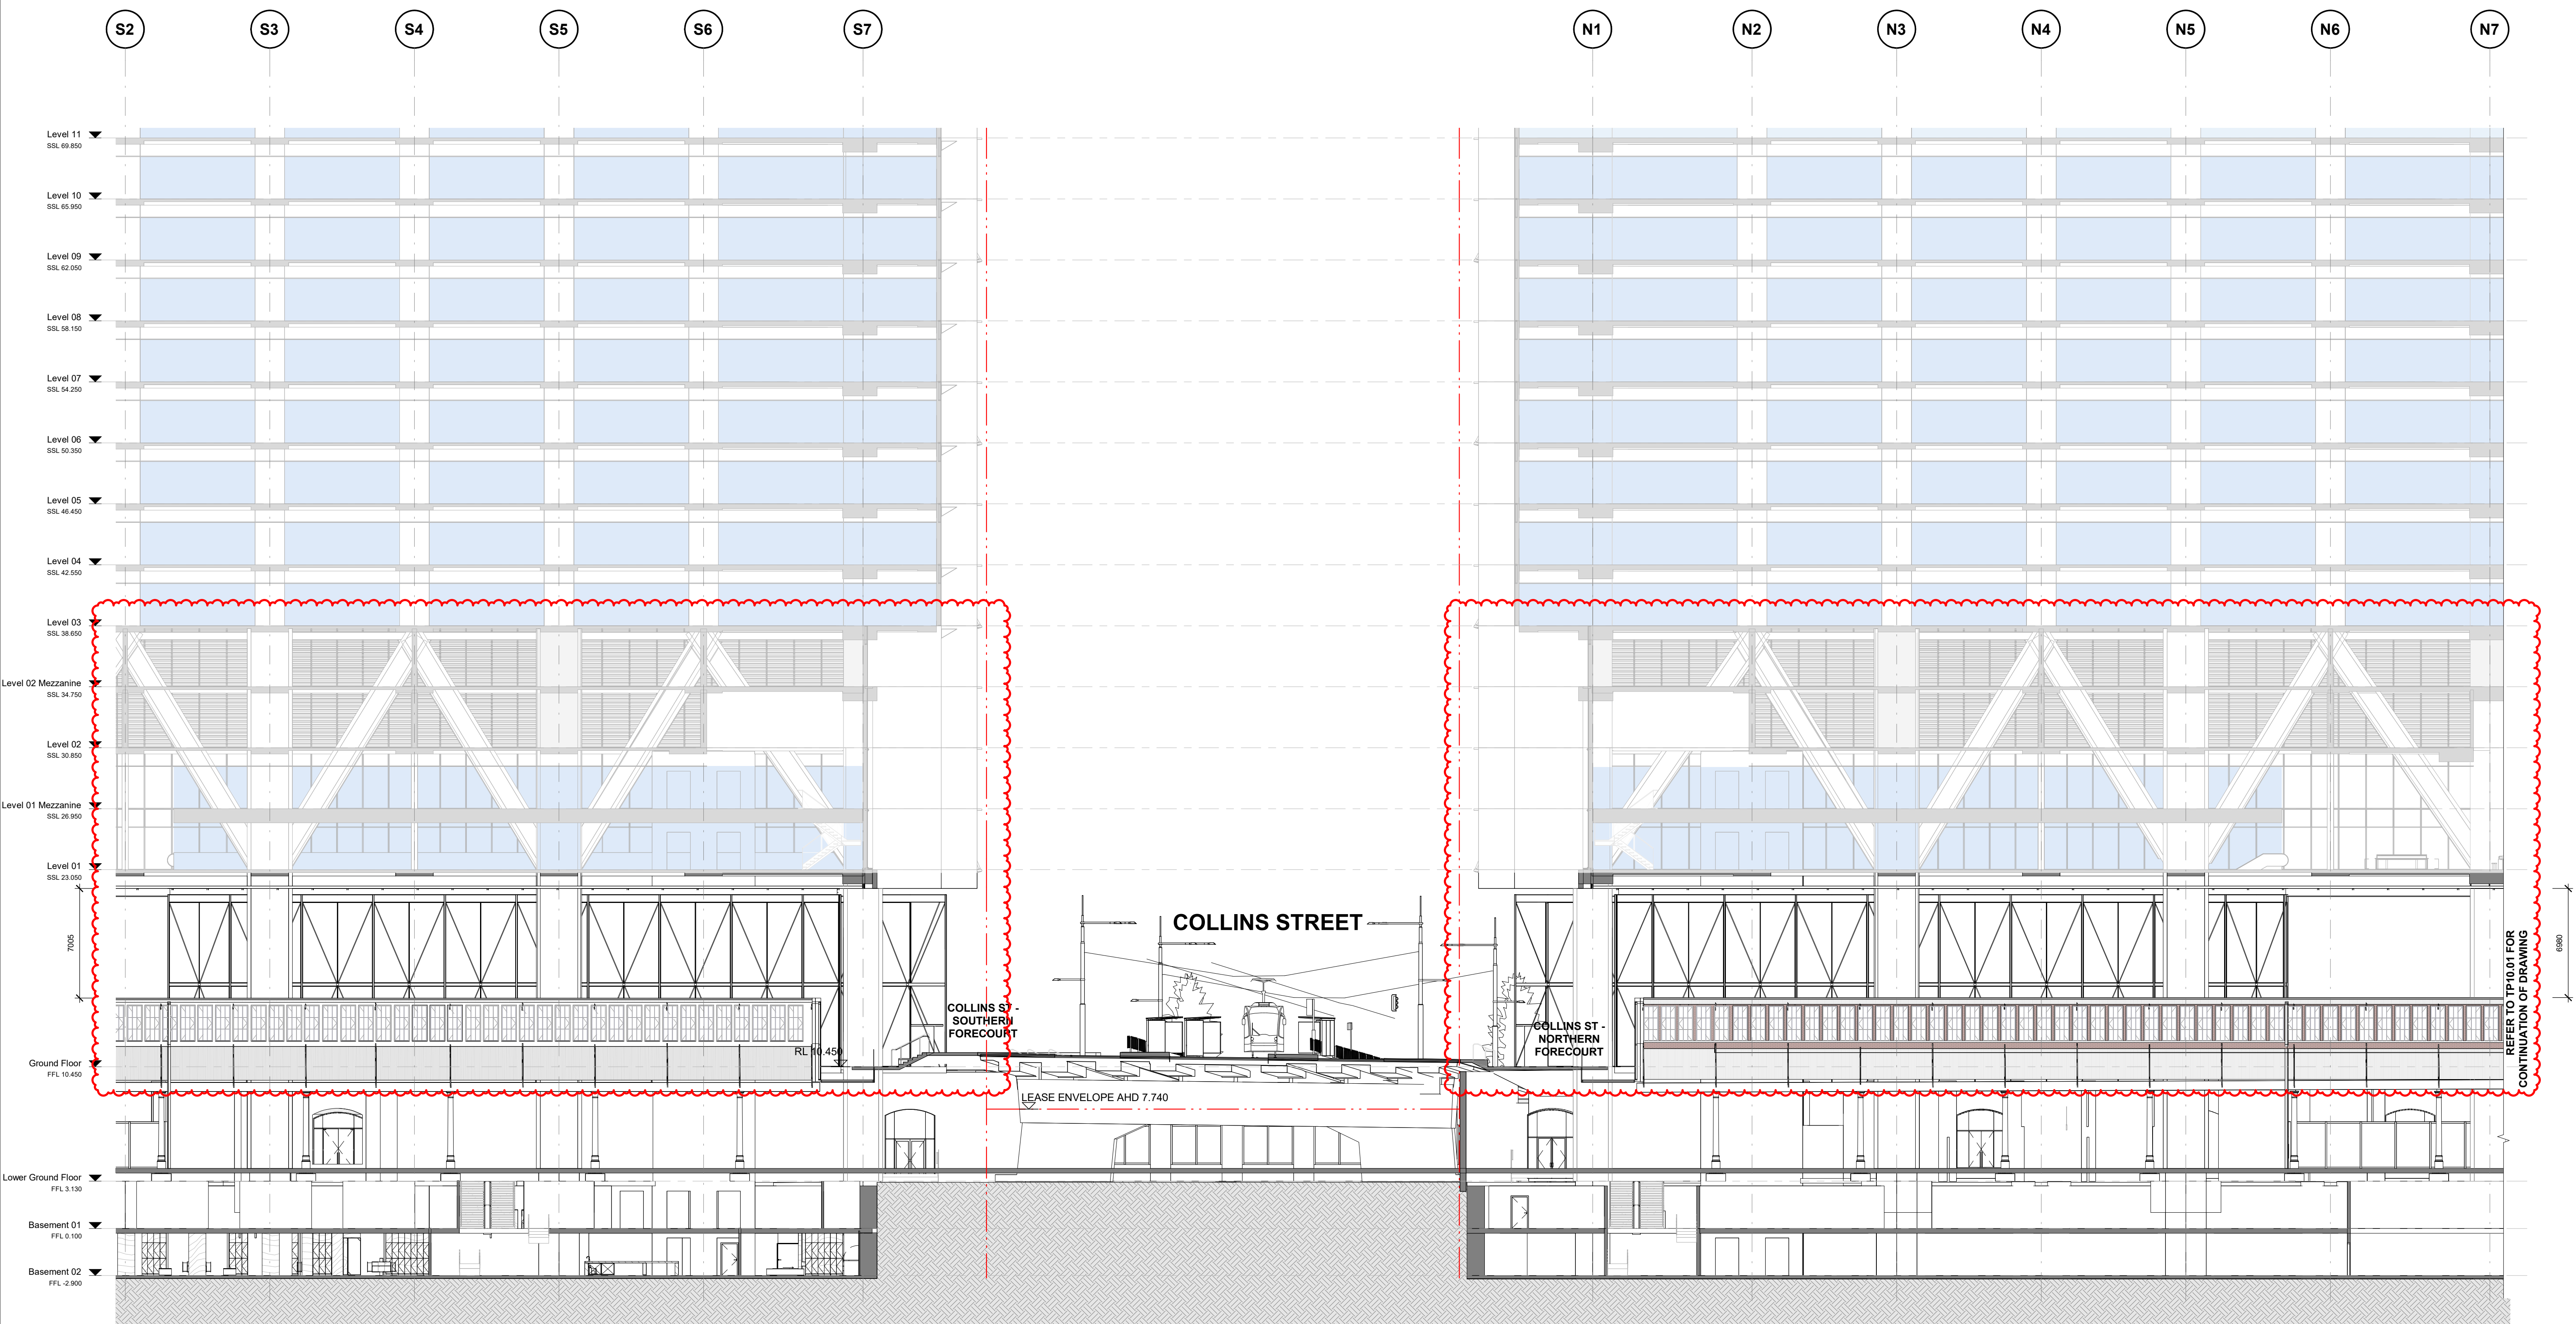 S2
S3
S4
S5
S6
S7
N1
N2
N3
N4
N5
N6
N7
Level 11
SSL 69.850
Level 10
SSL 65.950
Level 09
SSL 62.050
Level 08
SSL 58.150
Level 07
SSL 54.250
Level 06
SSL 50.350
Level 05
SSL 46.450
Level 04
SSL 42.550
Level 03
SSL 38.650
Level 02 Mezzanine
SSL 34.750
Level 02
SSL 30.850
Level 01 Mezzanine
SSL 26.950
Level 01
SSL 23.050
7005
Ground Floor
FFL 10.450
Lower Ground Floor
FFL 3.130
Basement 01
FFL 0.100
Basement 02
FFL -2.900
RL 10.450
COLLINS ST -
SOUTHERN
FORECOURT
COLLINS STREET
LEASE ENVELOPE AHD 7.740
COLLINS ST -
NORTHERN
FORECOURT
REFER TO TP10.01 FOR
CONTINUATION OF DRAWING
6980